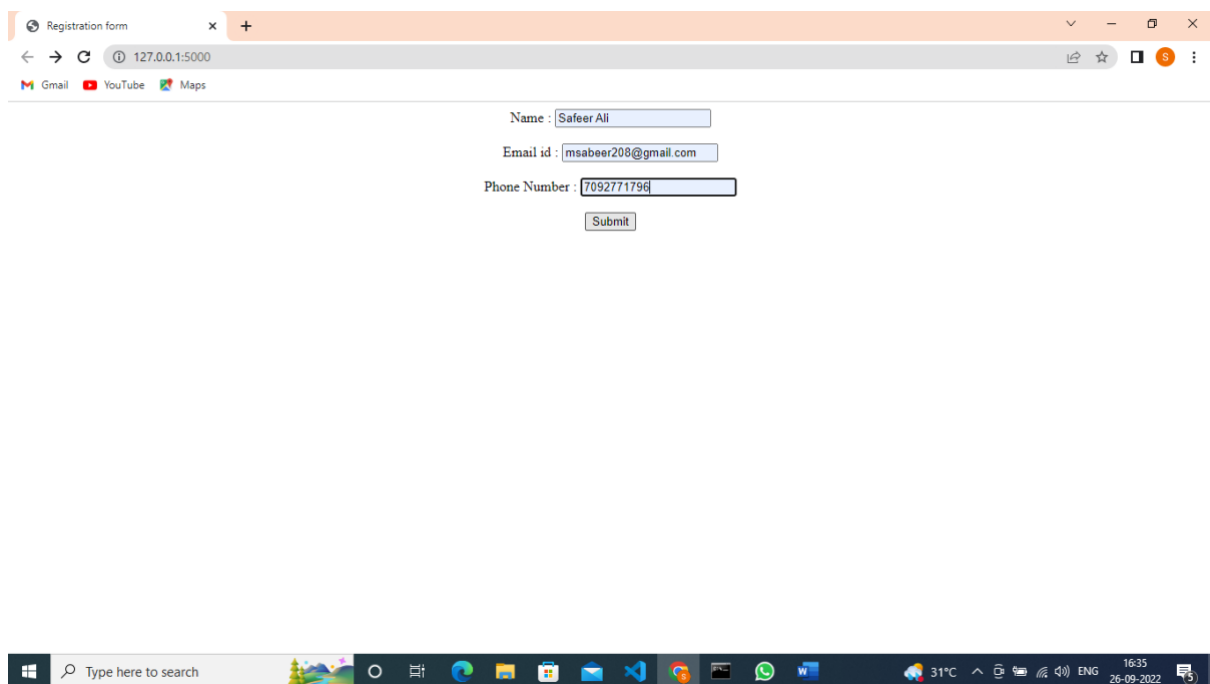 Registration form
127.0.0.1:5000
S
Gmail YouTube Maps
Name : Safeer Ali
Email id : msabeer208@gmail.com
Phone Number : 7092771796
Submit
Type here to search
31°C ENG
16:35
26-09-2022
5